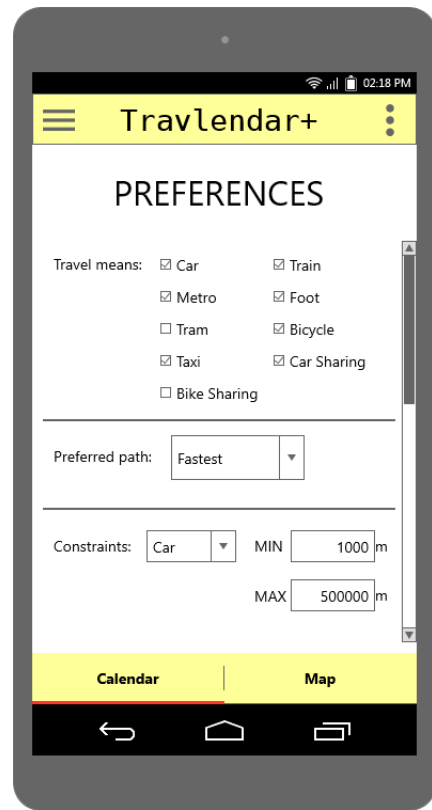 02:18 PM
Travlendar+
PREFERENCES
Travel means: Car Train
Metro Foot
Tram Bicycle
Taxi Car Sharing
Bike Sharing
Preferred path: Fastest
Constraints: Car MIN 1000 m
MAX 500000 m
Calendar Map